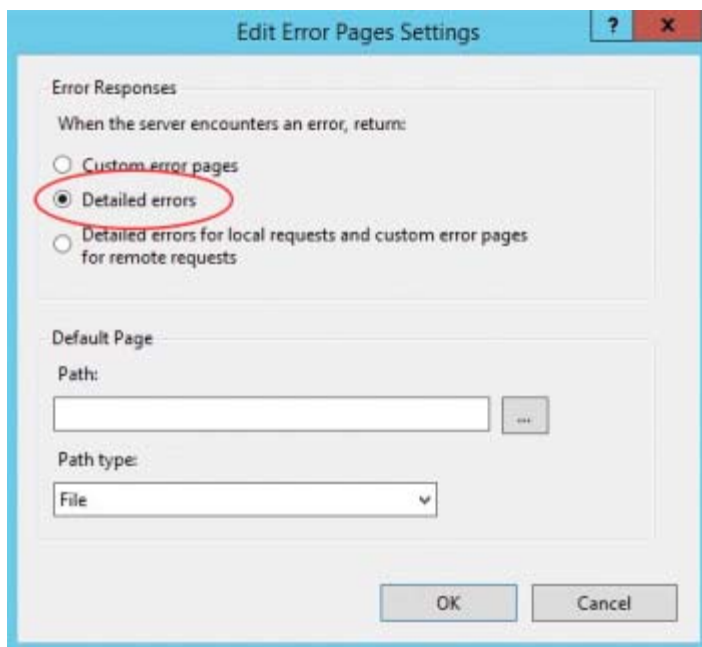 Edit Error Pages Settings
?
x
Error Responses
When the server encounters an error, return:
Custom error pages
Detailed errors
Detailed errors for local requests and custom error pages
for remote requests
Default Page
Path:
...
Path type:
File
OK
Cancel